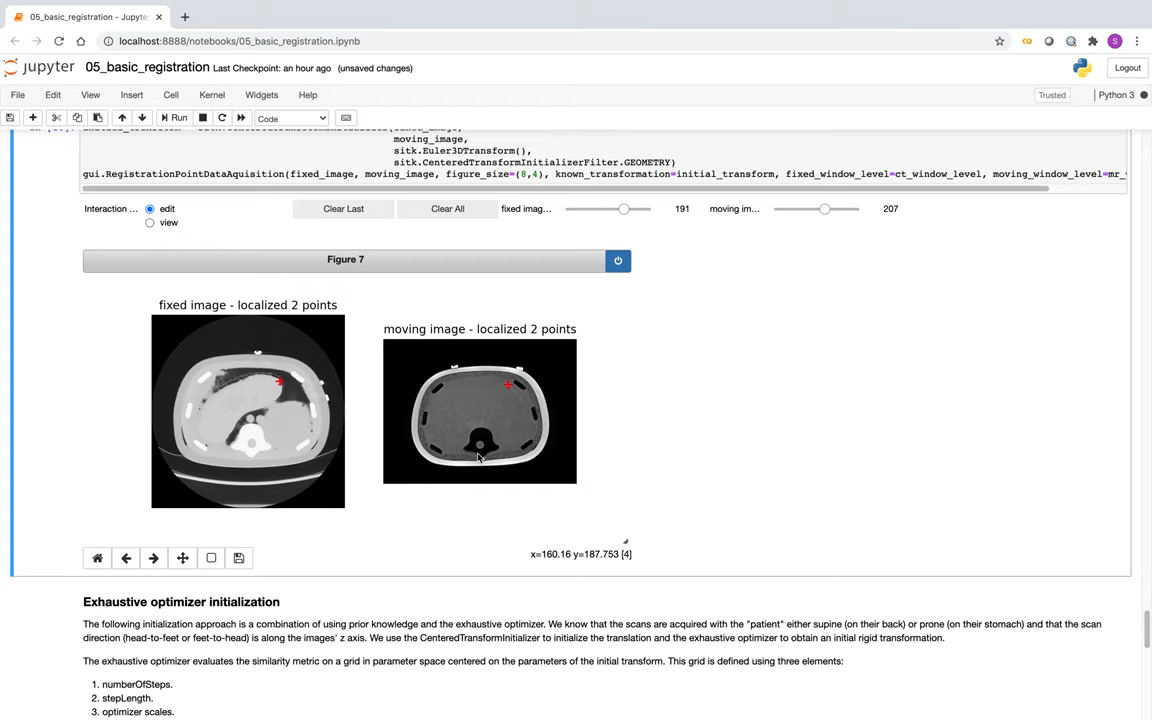 05_basic_registration - Jupyte
localhost:8888/notebooks/05_basic_registration.ipynb
S
jupyter 05_basic_registration Last Checkpoint: an hour ago (unsaved changes)
Logout
File Edit View Insert Cell Kernel Widgets Help
Trusted
Python 3
Run
Code
moving_image,
sitk.Euler3DTransform(),
sitk.CenteredTransformInitializerFilter.GEOMETRY)
gui.RegistrationPointDataAquisition(fixed_image, moving_image, figure_size=(8,4), known_transformation=initial_transform, fixed_window_level=ct_window_level, moving_window_level=mr_
Interaction ... edit Clear Last Clear All fixed imag... 191 moving im... 207
view
Figure 7
fixed image - localized 2 points
moving image - localized 2 points
x=160.16 y=187.753 [4]
Exhaustive optimizer initialization
The following initialization approach is a combination of using prior knowledge and the exhaustive optimizer. We know that the scans are acquired with the "patient" either supine (on their back) or prone (on their stomach) and that the scan
direction (head-to-feet or feet-to-head) is along the images' z axis. We use the CenteredTransformInitializer to initialize the translation and the exhaustive optimizer to obtain an initial rigid transformation.
The exhaustive optimizer evaluates the similarity metric on a grid in parameter space centered on the parameters of the initial transform. This grid is defined using three elements:
1. numberOfSteps.
2. stepLength.
3. optimizer scales.